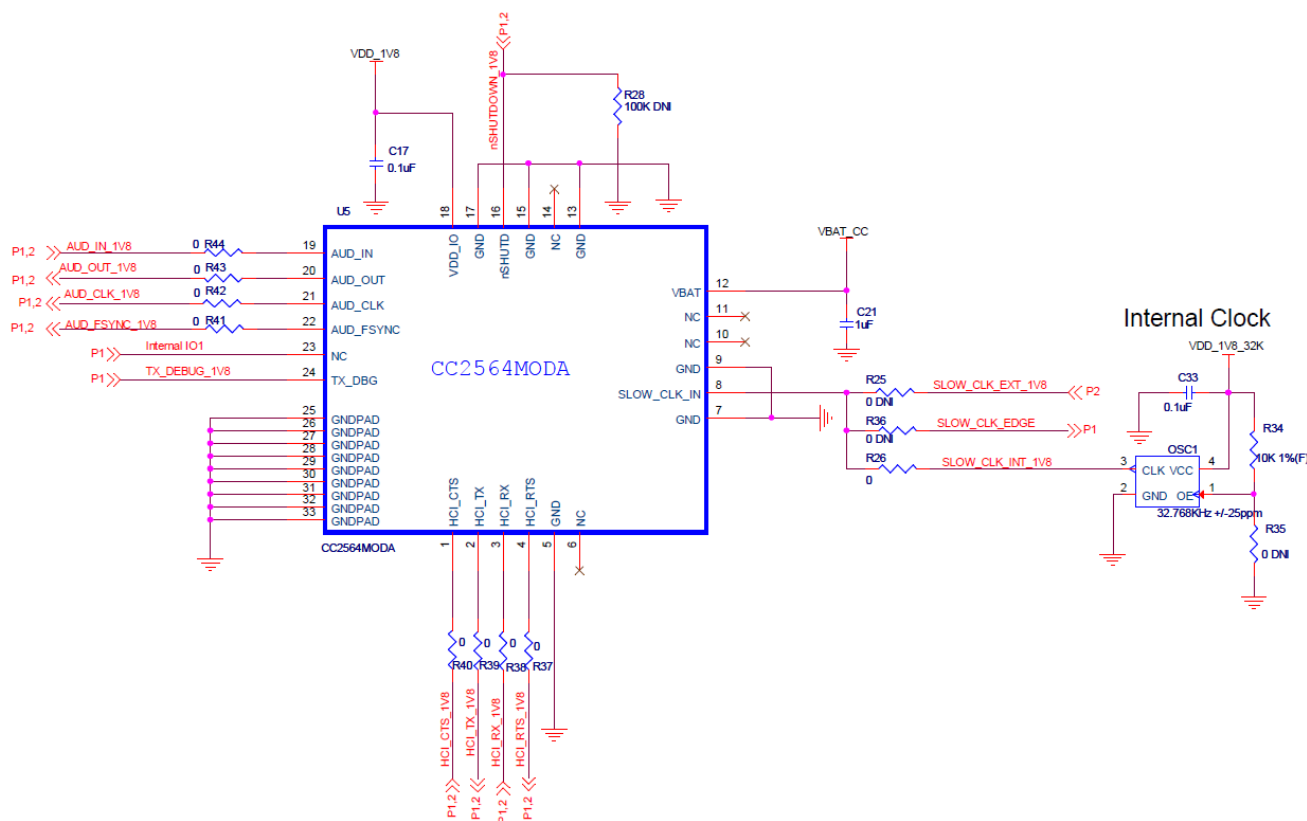 P1,2
VDD_1V8
nSHUTDOWN_1V8
R28
100K DNI
C17
0.1uF
U5
18 17 16 15 14 13
VDD_IO GND nSHUTD GND NC GND
P1,2 AUD_IN_1V8 0 R44 19 AUD_IN
P1,2 AUD_OUT_1V8 0 R43 20 AUD_OUT
P1,2 AUD_CLK_1V8 0 R42 21 AUD_CLK
P1,2 AUD_FSYNC_1V8 0 R41 22 AUD_FSYNC
P1 Internal IO1 23 NC
P1 TX_DEBUG_1V8 24 TX_DBG
25 GNDPAD
26 GNDPAD
27 GNDPAD
28 GNDPAD
29 GNDPAD
30 GNDPAD
31 GNDPAD
32 GNDPAD
33 GNDPAD
CC2564MODA
CC2564MODA
VBAT_CC
VBAT 12
NC 11
NC 10
GND 9
SLOW_CLK_IN 8
GND 7
C21
1uF
HCI_CTS HCI_TX HCI_RX HCI_RTS GND NC
1 2 3 4 5 6
0 0 0 0
R40 R39 R38 R37
HCI_CTS_1V8 HCI_TX_1V8 HCI_RX_1V8 HCI_RTS_1V8
P1,2 P1,2 P1,2 P1,2
R25
0 DNI
SLOW_CLK_EXT_1V8 P2
R36
0 DNI
SLOW_CLK_EDGE P1
R26
0
SLOW_CLK_INT_1V8
Internal Clock
VDD_1V8_32K
C33
0.1uF
R34
10K 1%(F)
OSC1
3 CLK VCC 4
2 GND OE 1
32.768KHz +/-25ppm
R35
0 DNI